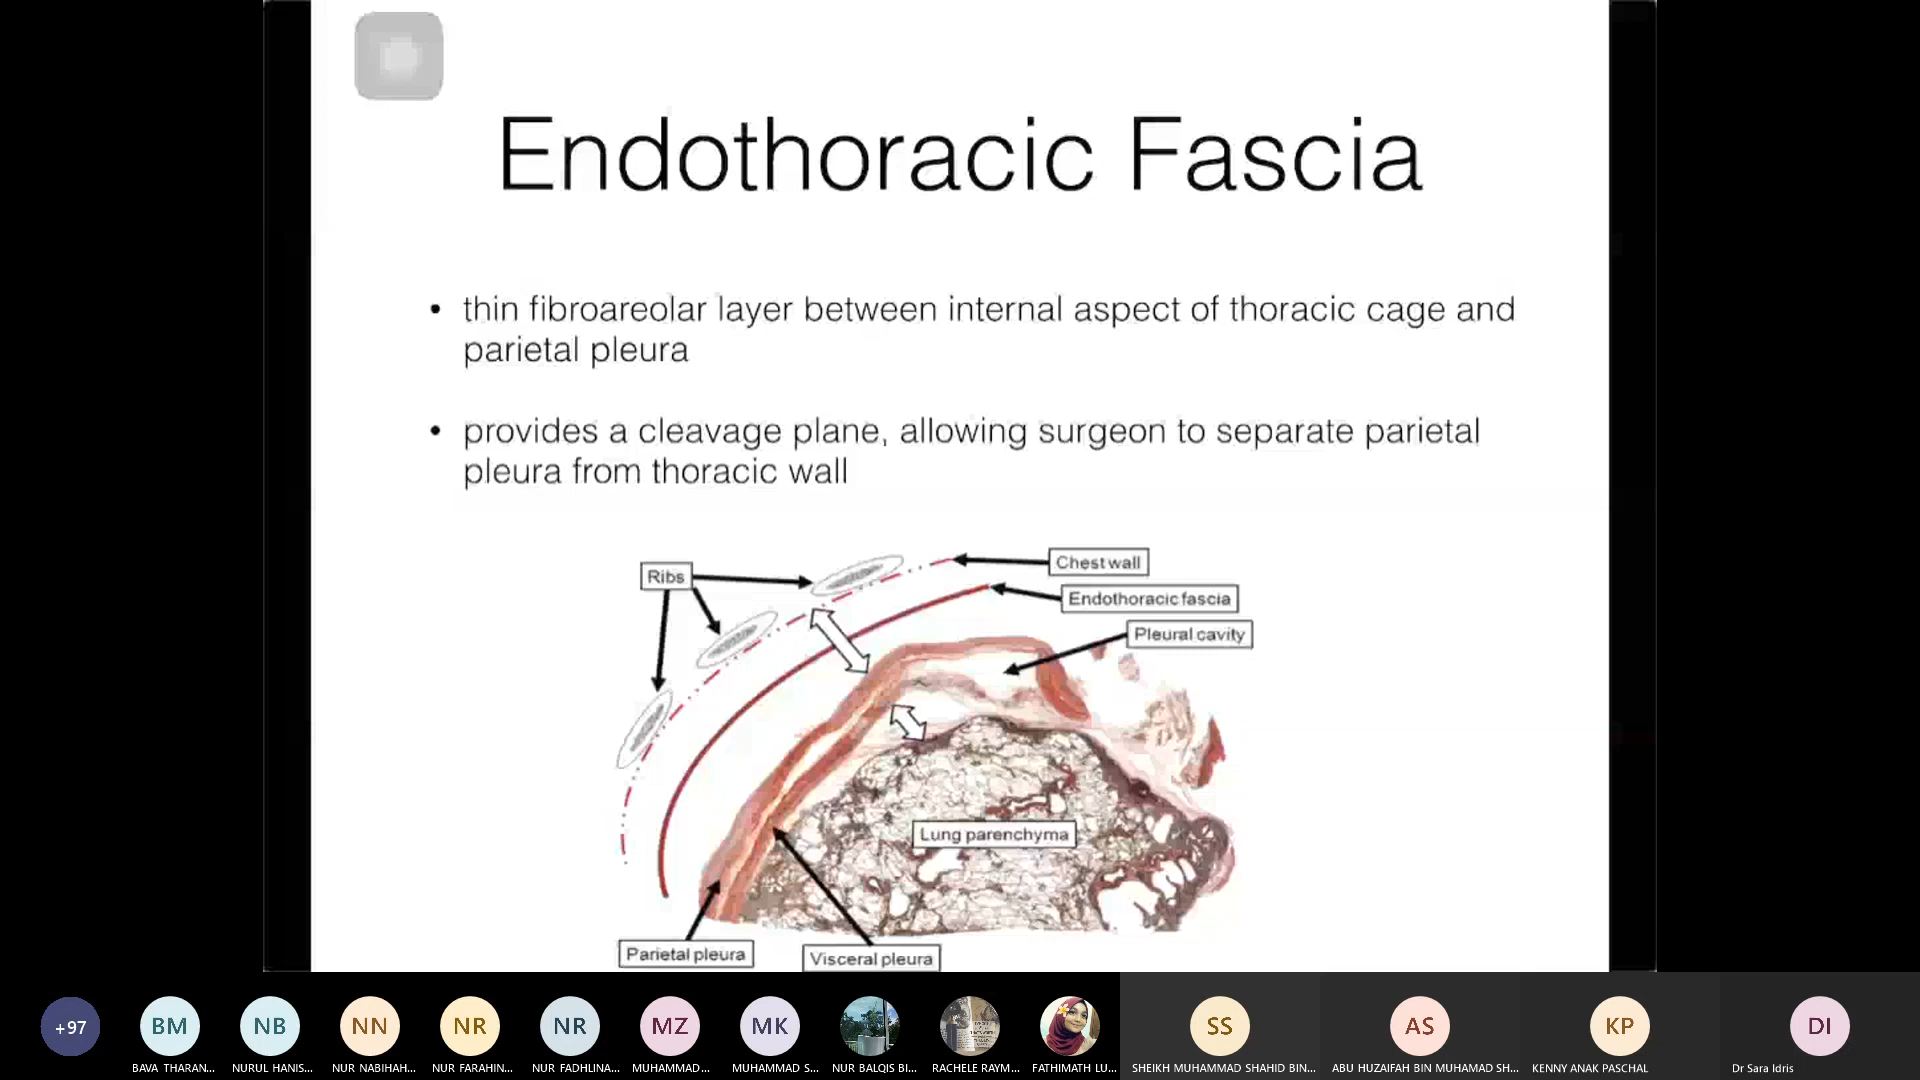 Endothoracic Fascia
• thin fibroareolar layer between internal aspect of thoracic cage and
parietal pleura
• provides a cleavage plane, allowing surgeon to separate parietal
pleura from thoracic wall
Ribs
Chest wall
Endothoracic fascia
Pleural cavity
Lung parenchyma
Parietal pleura
Visceral pleura
+97
BM
NB
NN
NR
NR
MZ
MK
SS
AS
KP
DI
BAVA THARAN...
NURUL HANIS...
NUR NABIHAH...
NUR FARAHIN...
NUR FADHLINA...
MUHAMMAD...
MUHAMMAD S...
NUR BALQIS BI...
RACHELE RAYM...
FATHIMATH LU...
SHEIKH MUHAMMAD SHAHID BIN...
ABU HUZAIFAH BIN MUHAMAD SH...
KENNY ANAK PASCHAL
Dr Sara Idris